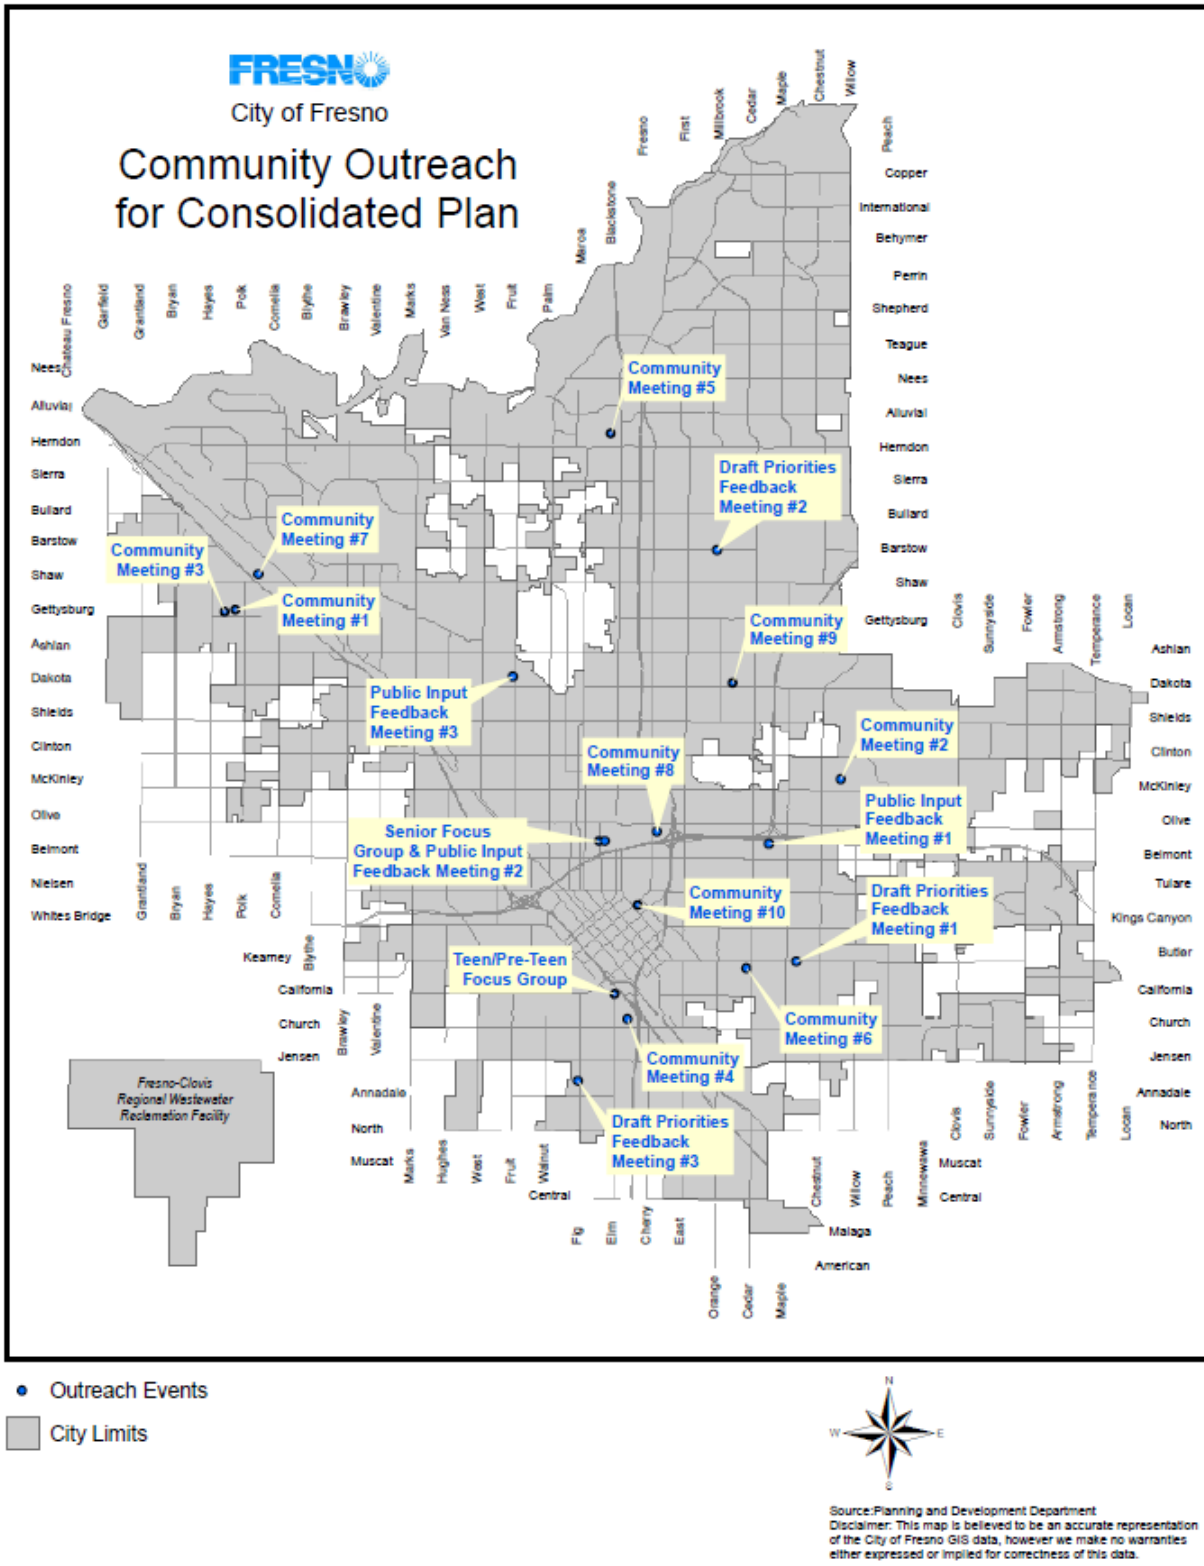 FRESNO
City of Fresno
Community Outreach
for Consolidated Plan
Chateau Fresno
Garfield
Grantland
Bryan
Hayes
Polk
Cornelia
Blythe
Brawley
Valentine
Marks
Van Ness
West
Fruit
Palm
Maroa
Blackstone
Fresno
First
Millbrook
Cedar
Maple
Chestnut
Willow
Peach
Copper
International
Behymer
Perrin
Shepherd
Teague
Nees
Alluvial
Herndon
Sierra
Bullard
Barstow
Shaw
Gettysburg
Clovis
Sunnyside
Fowler
Armstrong
Temperance
Locan
Ashlan
Dakota
Shields
Clinton
McKinley
Olive
Belmont
Tulare
Kings Canyon
Butler
California
Church
Jensen
Annadale
North
Nees
Alluvial
Herndon
Sierra
Bullard
Barstow
Shaw
Gettysburg
Ashlan
Dakota
Shields
Clinton
McKinley
Olive
Belmont
Nielsen
Whites Bridge
Grantland
Bryan
Hayes
Polk
Cornelia
Kearney
Blythe
California
Church
Brawley
Valentine
Jensen
Annadale
North
Muscat
Marks
Hughes
West
Fruit
Walnut
Central
Fig
Elm
Cherry
East
Orange
Cedar
Maple
American
Malaga
Chestnut
Willow
Peach
Minnewawa
Muscat
Central
Clovis
Sunnyside
Fowler
Armstrong
Temperance
Locan
Community
Meeting #5
Draft Priorities
Feedback
Meeting #2
Community
Meeting #7
Community
Meeting #3
Community
Meeting #1
Community
Meeting #9
Public Input
Feedback
Meeting #3
Community
Meeting #2
Community
Meeting #8
Public Input
Feedback
Meeting #1
Senior Focus
Group & Public Input
Feedback Meeting #2
Community
Meeting #10
Draft Priorities
Feedback
Meeting #1
Teen/Pre-Teen
Focus Group
Community
Meeting #6
Community
Meeting #4
Draft Priorities
Feedback
Meeting #3
Fresno-Clovis
Regional Wastewater
Reclamation Facility
Outreach Events
City Limits
N
W
E
S
Source:Planning and Development Department
Disclaimer: This map is believed to be an accurate representation
of the City of Fresno GIS data, however we make no warranties
either expressed or implied for correctness of this data.